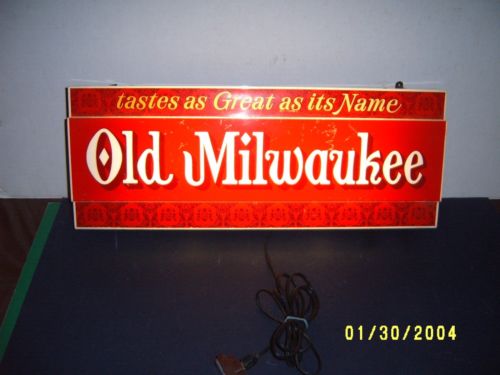 tastes as Great as its Name
Old Milwaukee
01/30/2004